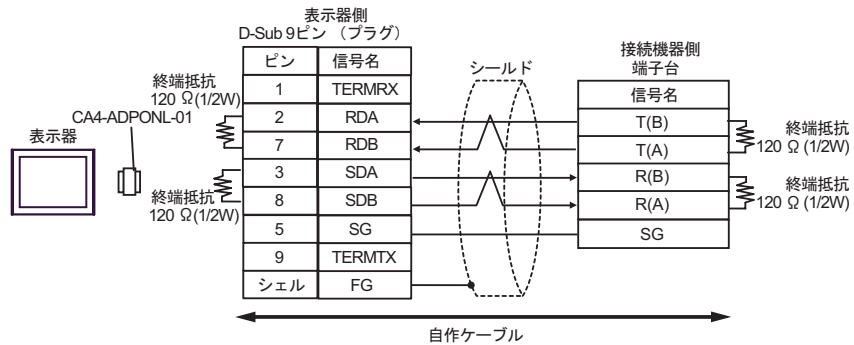 表示器側
D-Sub 9ピン （プラグ）
ピン 信号名
1 TERMRX
2 RDA
7 RDB
3 SDA
8 SDB
5 SG
9 TERMTX
シェル FG
終端抵抗
120 Ω(1/2W)
CA4-ADPONL-01
表示器
終端抵抗
120 Ω(1/2W)
シールド
接続機器側
端子台
信号名
T(B)
T(A)
R(B)
R(A)
SG
終端抵抗
120 Ω (1/2W)
終端抵抗
120 Ω (1/2W)
自作ケーブル